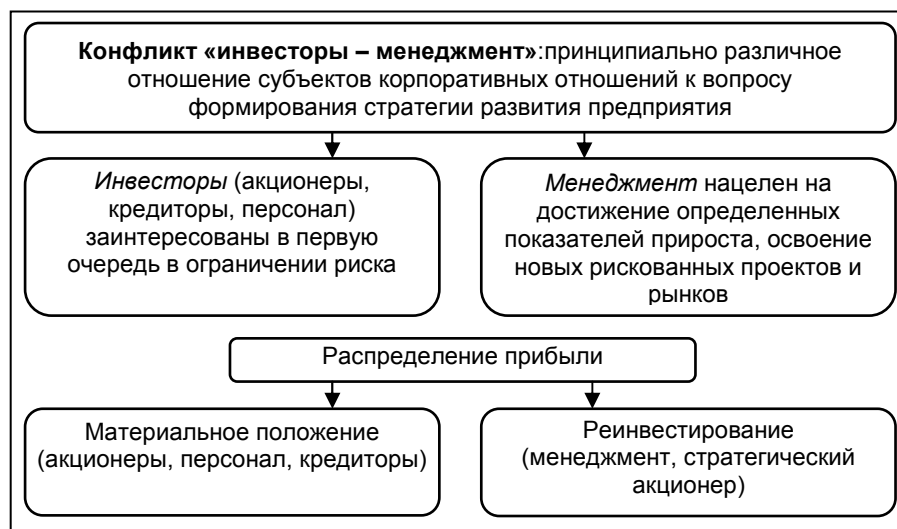 Конфликт «инвесторы – менеджмент»:принципиально различное
отношение субъектов корпоративных отношений к вопросу
формирования стратегии развития предприятия
Инвесторы (акционеры,
кредиторы, персонал)
заинтересованы в первую
очередь в ограничении риска
Менеджмент нацелен на
достижение определенных
показателей прироста, освоение
новых рискованных проектов и
рынков
Распределение прибыли
Материальное положение
(акционеры, персонал, кредиторы)
Реинвестирование
(менеджмент, стратегический
акционер)